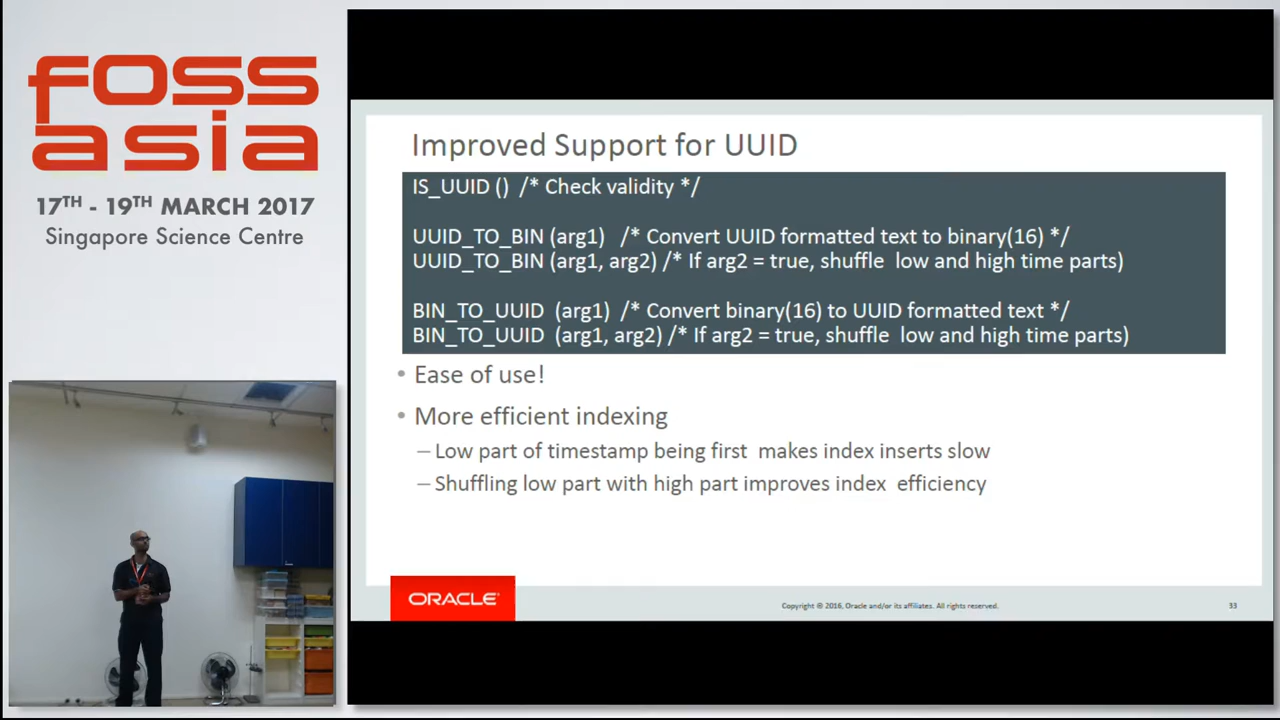 foss
asia
17TH - 19TH MARCH 2017
Singapore Science Centre
Improved Support for UUID
IS_UUID () /* Check validity */
UUID_TO_BIN (arg1) /* Convert UUID formatted text to binary(16) */
UUID_TO_BIN (arg1, arg2) /* If arg2 = true, shuffle low and high time parts)
BIN_TO_UUID (arg1) /* Convert binary(16) to UUID formatted text */
BIN_TO_UUID (arg1, arg2) /* If arg2 = true, shuffle low and high time parts)
• Ease of use!
• More efficient indexing
– Low part of timestamp being first makes index inserts slow
– Shuffling low part with high part improves index efficiency
ORACLE
Copyright © 2016, Oracle and/or its affiliates. All rights reserved.
33